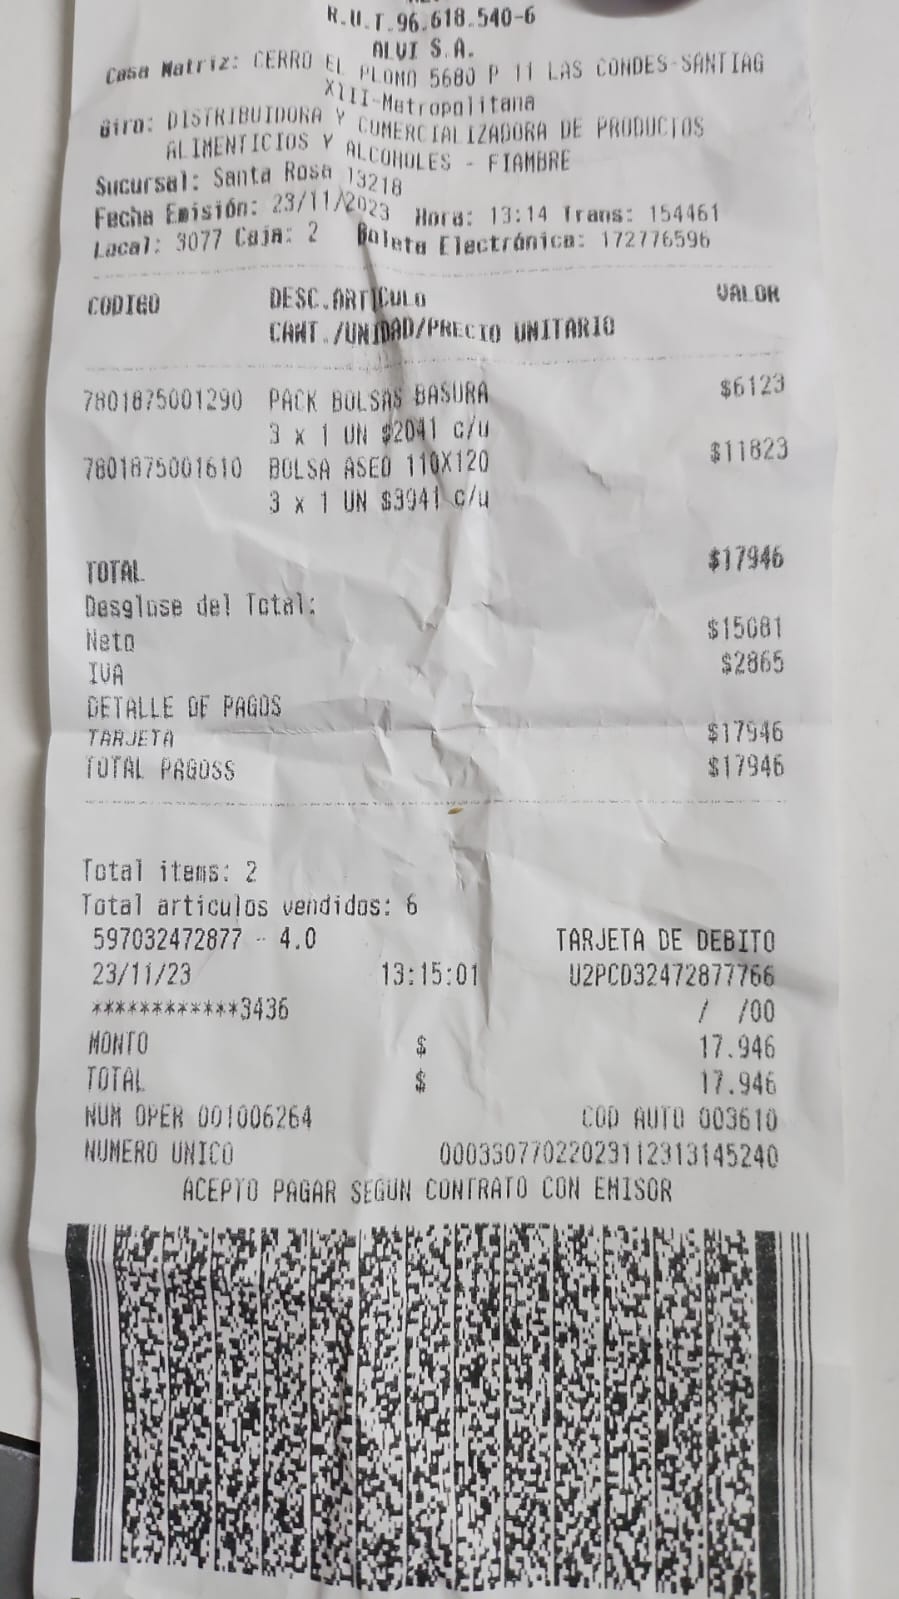 R.U.T.96.618.540-6
ALVI S.A.
Casa Matriz: CERRO EL PLOMO 5680 P 11 LAS CONDES-SANTIAG
XIII-Metropolitana
Giro: DISTRIBUIDORA Y COMERCIALIZADORA DE PRODUCTOS
ALIMENTICIOS Y ALCOHOLES - FIAMBRE
Sucursal: Santa Rosa 13218
Fecha Emisión: 23/11/2023 Hora: 13:14 Trans: 154461
Local: 3077 Caja: 2 Boleta Electrónica: 172776596
CODIGO DESC.ARTICULO VALOR
CANT./UNIDAD/PRECIO UNITARIO
7801875001290 PACK BOLSAS BASURA $6123
3 x 1 UN $2041 c/u
7801875001610 BOLSA ASEO 110X120 $11823
3 x 1 UN $3941 c/u
TOTAL $17946
Desglose del Total:
Neto $15081
IVA $2865
DETALLE DE PAGOS
TARJETA $17946
TOTAL PAGOSS $17946
Total items: 2
Total articulos vendidos: 6
597032472877 - 4.0 TARJETA DE DEBITO
23/11/23 13:15:01 U2PCD32472877766
************3436 / /00
MONTO $ 17.946
TOTAL $ 17.946
NUM OPER 001006264 COD AUTO 003610
NUMERO UNICO 00033077022029112313145240
ACEPTO PAGAR SEGUN CONTRATO CON EMISOR